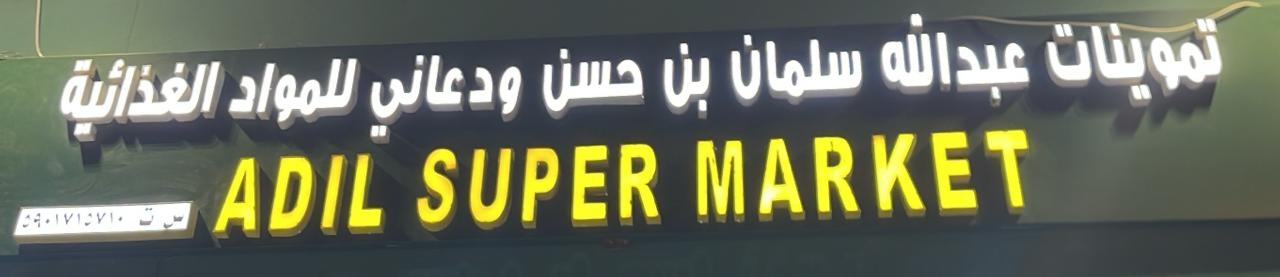 تموينات عبدالله سلمان بن حسن ودعاني للمواد الغذائية
ADIL SUPER MARKET
س ت ٥٩٠١٧١٥٧١٠